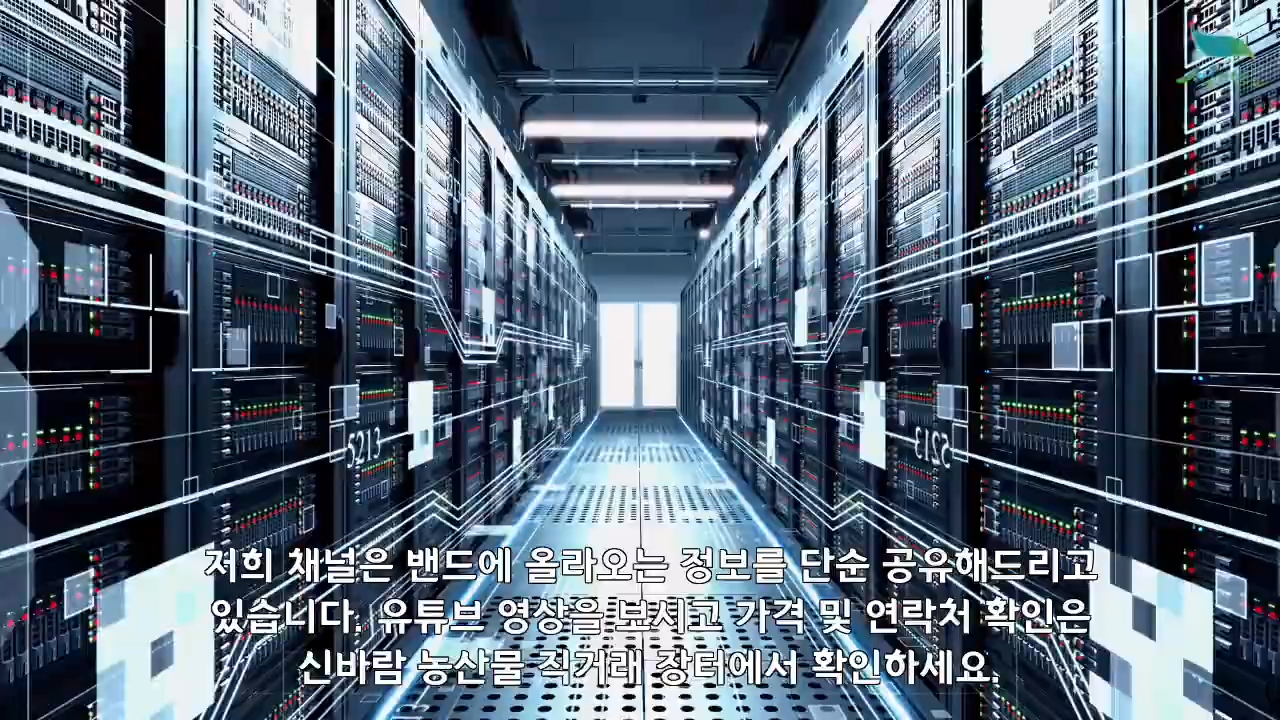 5213
5213
저희 채널은 밴드에 올라오는 정보를 단순 공유해드리고
있습니다. 유튜브 영상을 보시고 가격 및 연락처 확인은
신바람 농산물 직거래 장터에서 확인하세요.